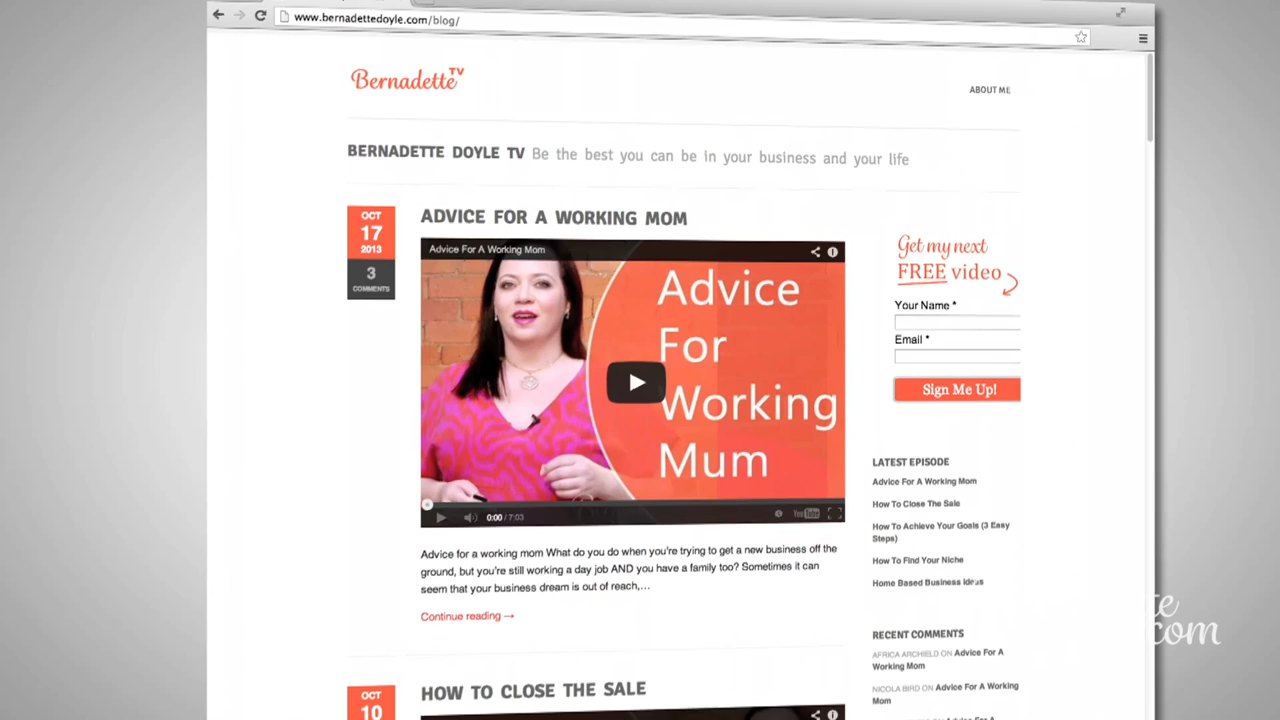 www.bernadettedoyle.com/blog/
Bernadette TV
ABOUT ME
BERNADETTE DOYLE TV Be the best you can be in your business and your life
OCT
17
2013
3
COMMENTS
ADVICE FOR A WORKING MOM
Advice For A Working Mom
Advice
For
Working
Mum
0:00 / 7:03
YouTube
Advice for a working mom What do you do when you're trying to get a new business off the
ground, but you're still working a day job AND you have a family too? Sometimes it can
seem that your business dream is out of reach,...
Continue reading →
Get my next
FREE video
Your Name *
Email *
Sign Me Up!
LATEST EPISODE
Advice For A Working Mom
How To Close The Sale
How To Achieve Your Goals (3 Easy
Steps)
How To Find Your Niche
Home Based Business Ideas
RECENT COMMENTS
AFRICA ARCHIELD ON Advice For A
Working Mom
NICOLA BIRD ON Advice For A Working
Mom
OCT
10
HOW TO CLOSE THE SALE
te
com